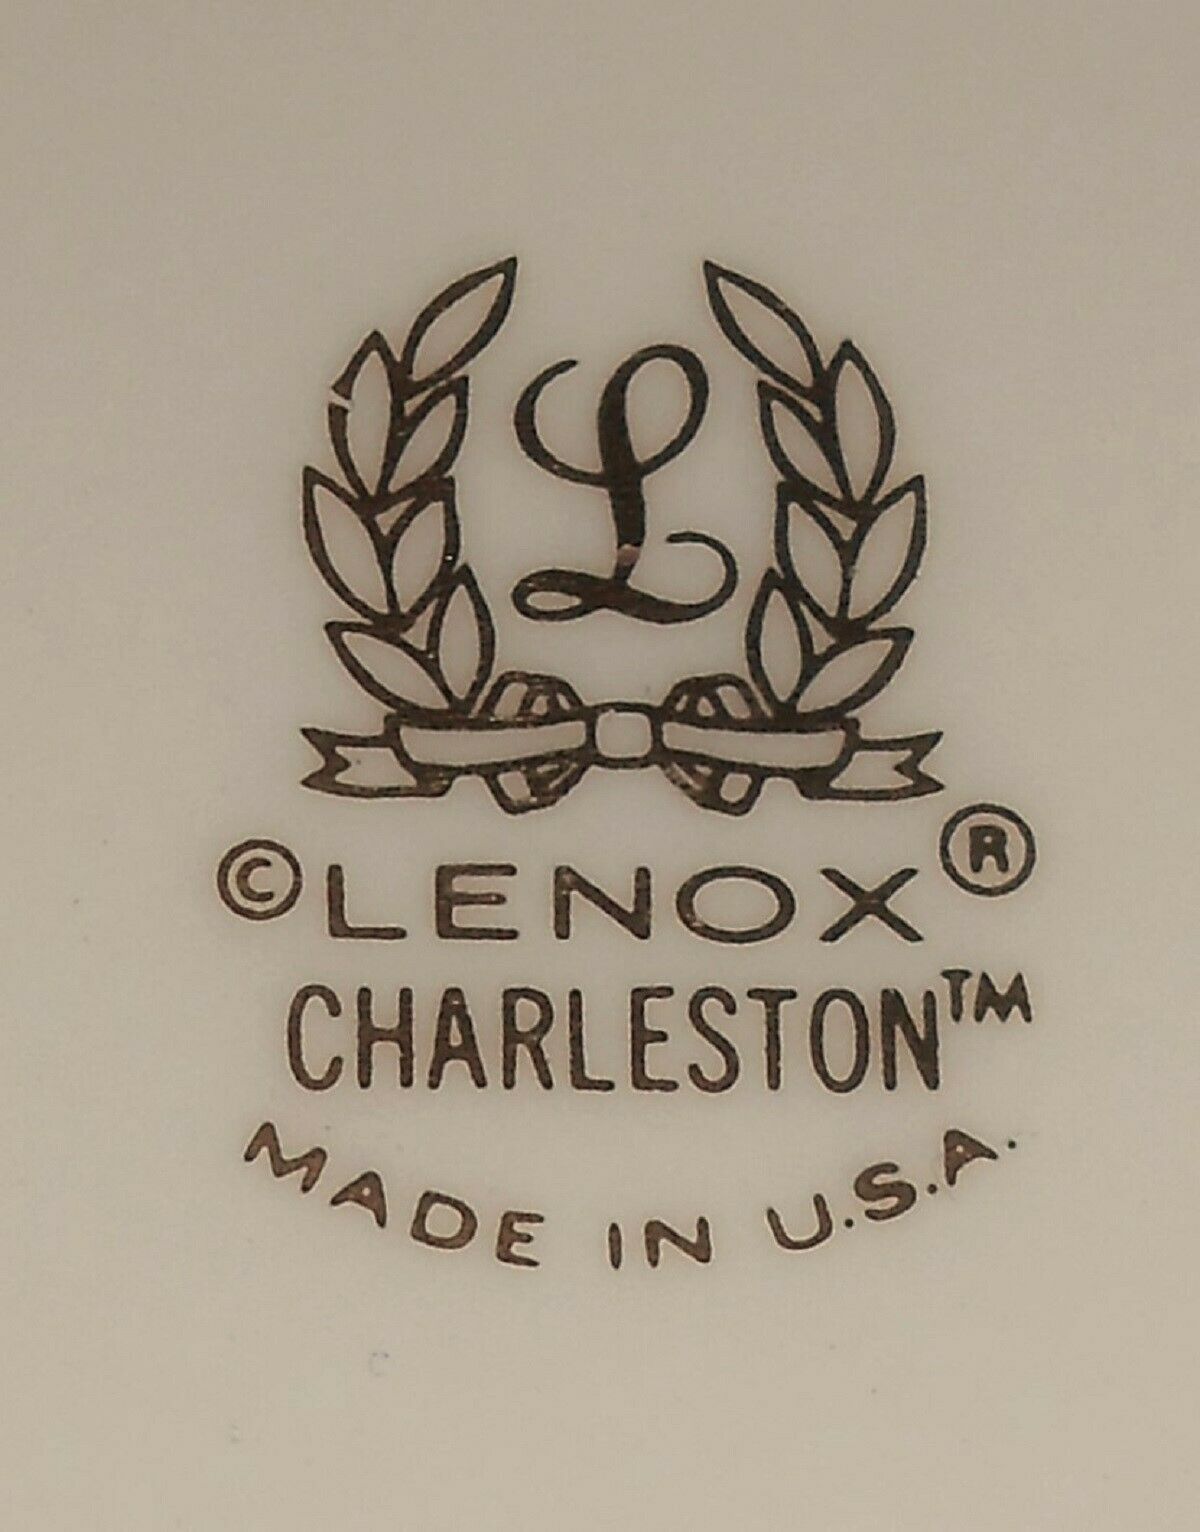 L
© LENOX ®
CHARLESTON™
MADE IN U.S.A.